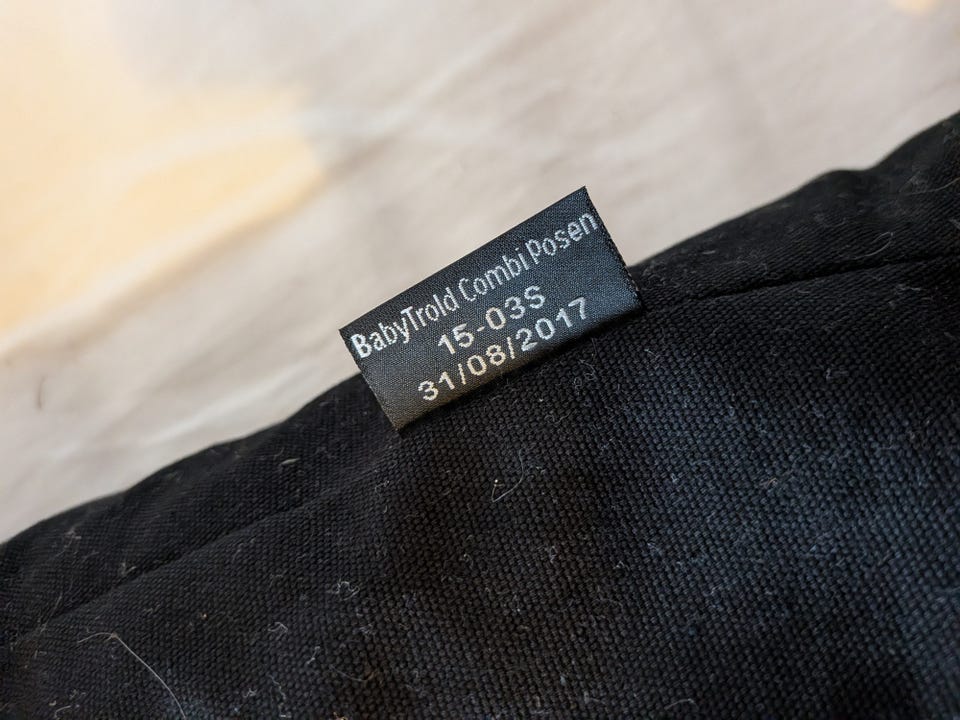 BabyTrold Combi Posen
15-03S
31/08/2017